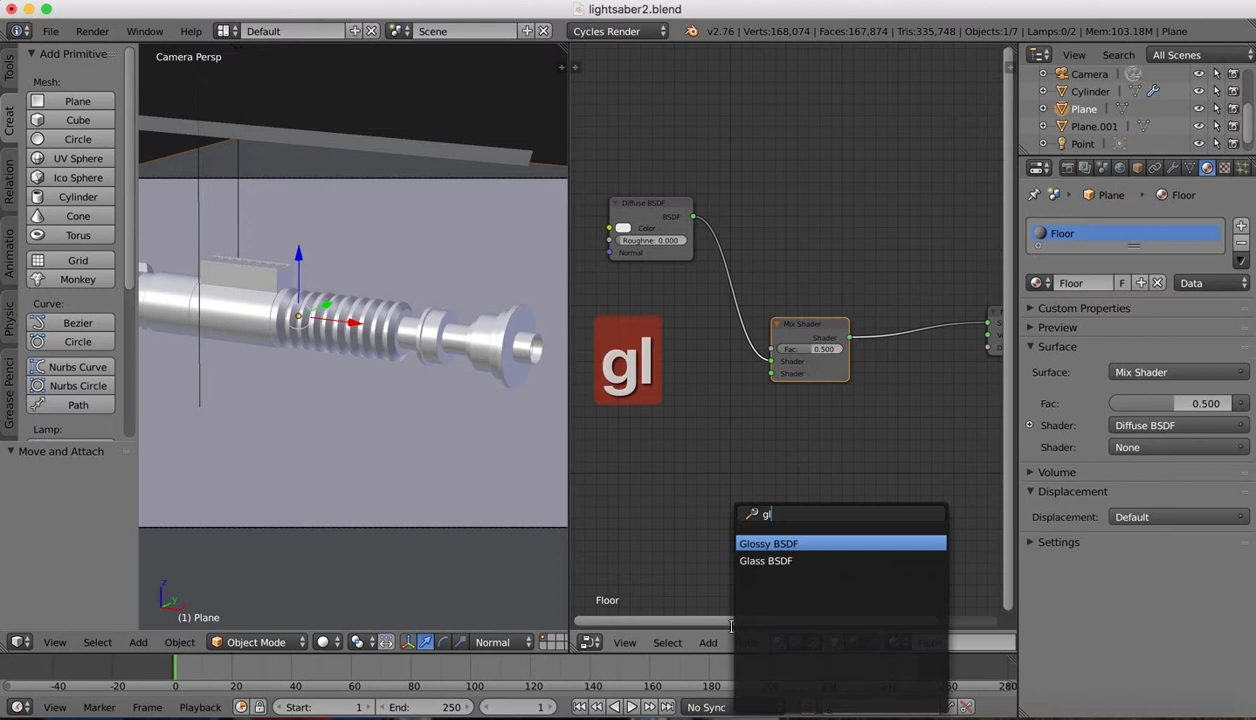 lightsaber2.blend
File Render Window Help Default Scene Cycles Render v2.76 | Verts:168,074 | Faces:167,874 | Tris:335,748 | Objects:1/7 | Lamps:0/2 | Mem:103.18M | Plane
Tools
Creat
Relation
Animatio
Physic
Grease Penci
Add Primitive
Mesh:
Plane
Cube
Circle
UV Sphere
Ico Sphere
Cylinder
Cone
Torus
Grid
Monkey
Curve:
Bezier
Circle
Nurbs Curve
Nurbs Circle
Path
Lamp:
Move and Attach
Camera Persp
z
y
(1) Plane
View Select Add Object Object Mode Normal
Diffuse BSDF
BSDF
Color
Roughne: 0.000
Normal
gl
Mix Shader
Shader
Fac: 0.500
Shader
Shader
gl
Glossy BSDF
Glass BSDF
Floor
View Select Add
View Search All Scenes
Camera
Cylinder
Plane
Plane.001
Point
Plane Floor
Floor
Floor F Data
Custom Properties
Preview
Surface
Surface: Mix Shader
Fac: 0.500
Shader: Diffuse BSDF
Shader: None
Volume
Displacement
Displacement: Default
Settings
-40 -20 0 20 40 60 80 100 120 140 160 180 280
View Marker Frame Playback Start: 1 End: 250 1 No Sync